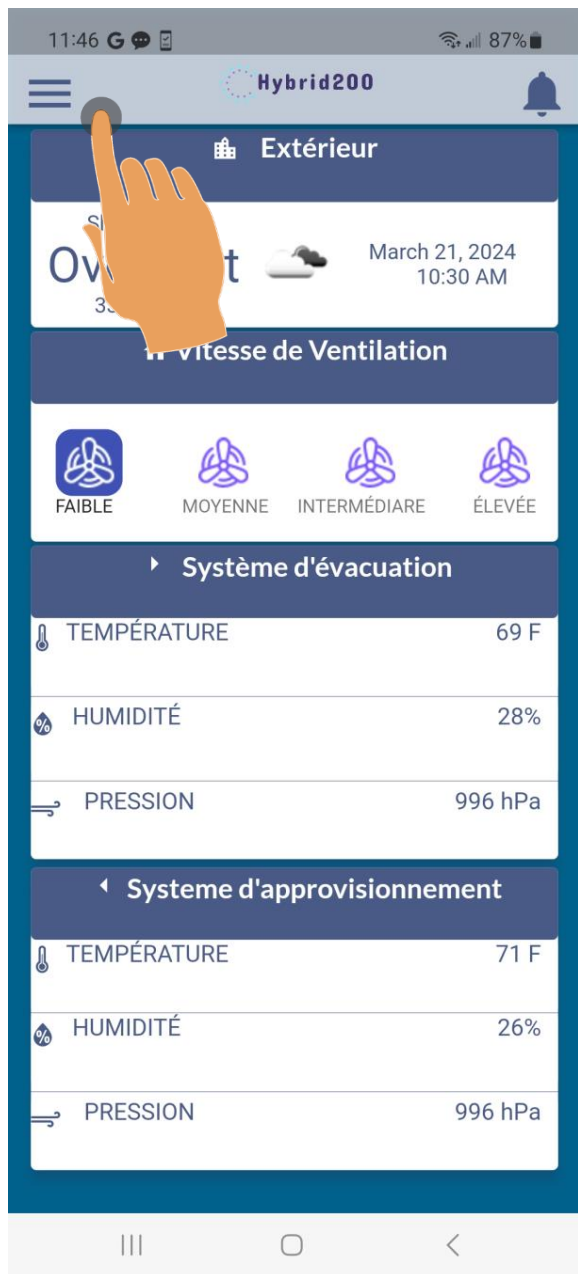 11:46 G 87%
Hybrid200
Extérieur
March 21, 2024
10:30 AM
Vitesse de Ventilation
FAIBLE MOYENNE INTERMÉDIARE ÉLEVÉE
Système d'évacuation
TEMPÉRATURE 69 F
HUMIDITÉ 28%
PRESSION 996 hPa
Systeme d'approvisionnement
TEMPÉRATURE 71 F
HUMIDITÉ 26%
PRESSION 996 hPa